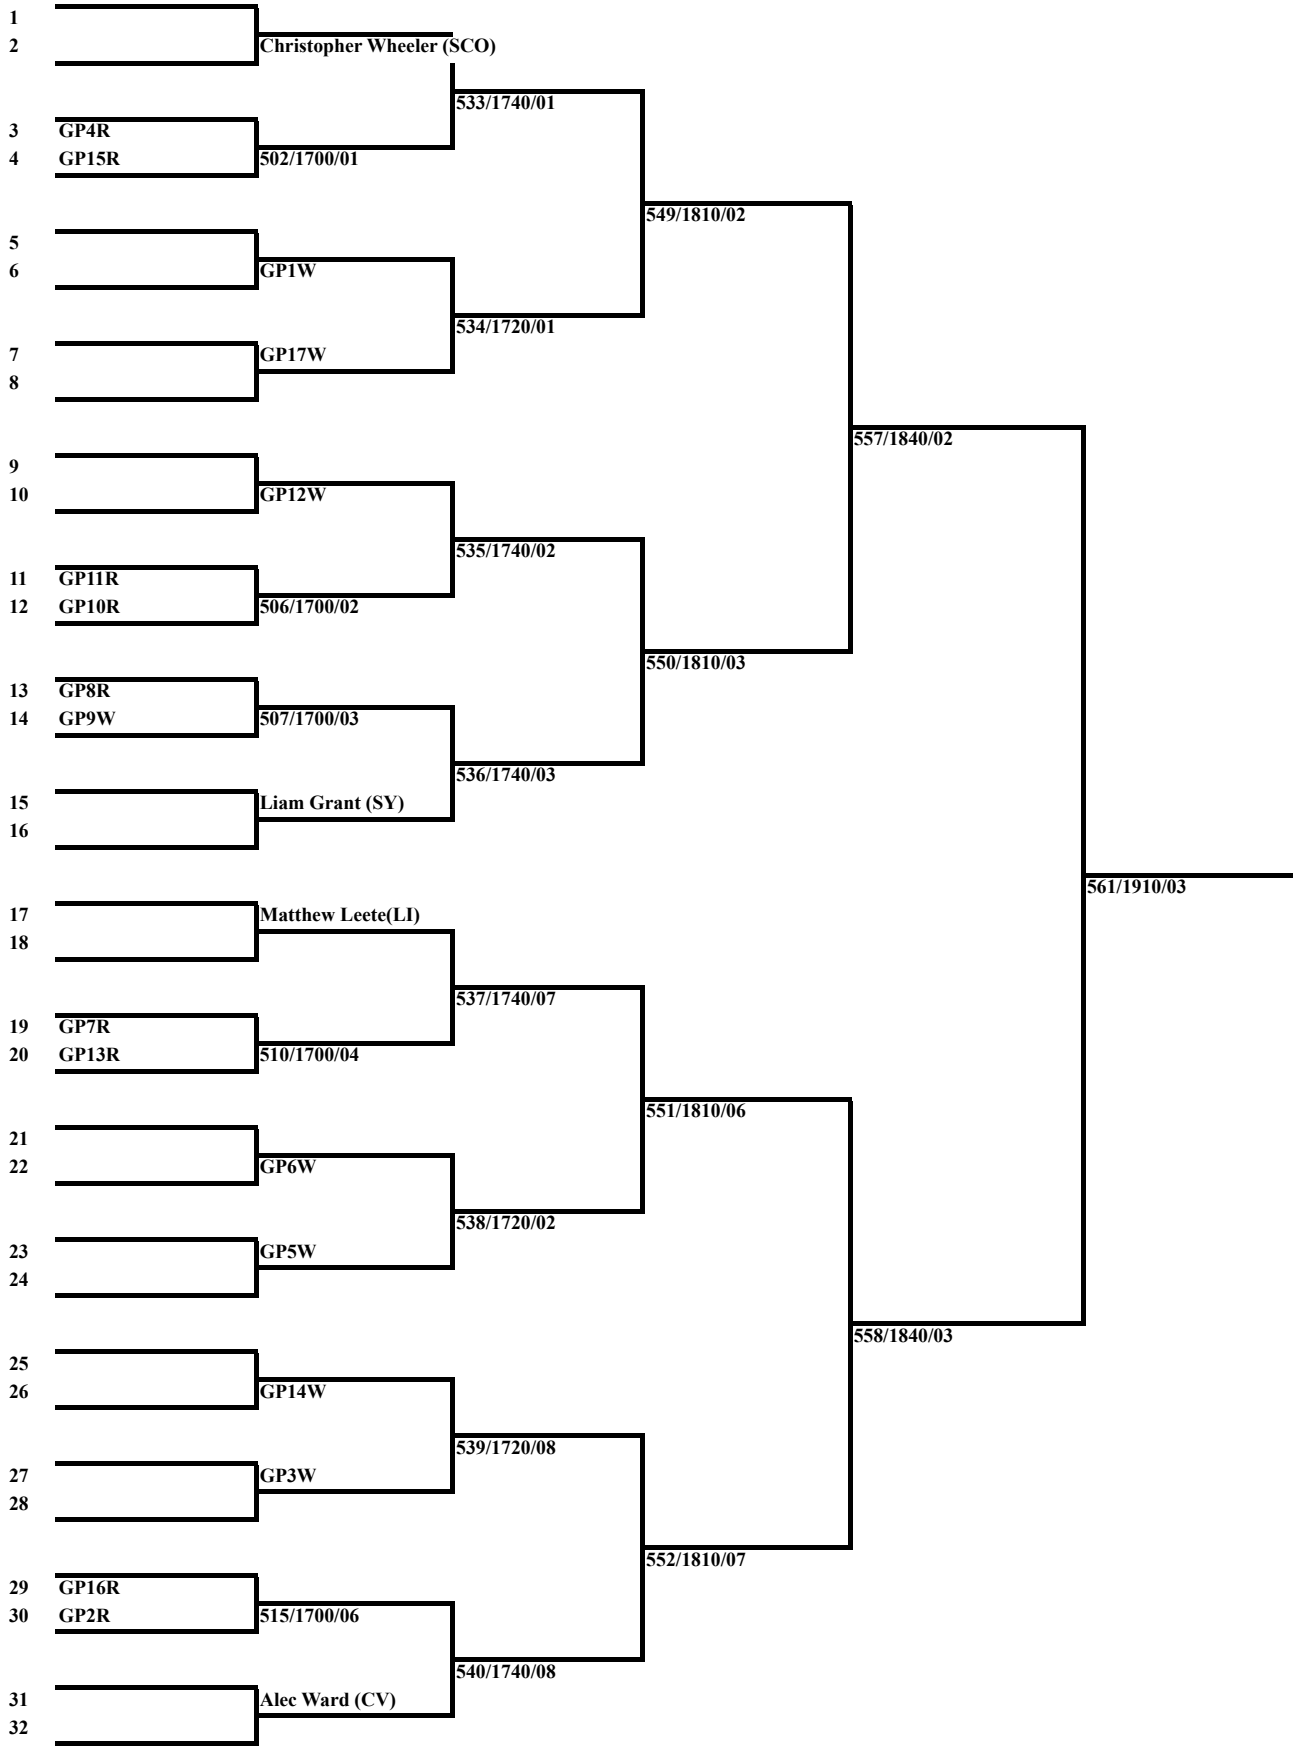 1
2 Christopher Wheeler (SCO)
533/1740/01
3 GP4R
4 GP15R 502/1700/01
549/1810/02
5
6 GP1W
534/1720/01
7 GP17W
8
557/1840/02
9
10 GP12W
535/1740/02
11 GP11R
12 GP10R 506/1700/02
550/1810/03
13 GP8R
14 GP9W 507/1700/03
536/1740/03
15 Liam Grant (SY)
16
561/1910/03
17 Matthew Leete(LI)
18
537/1740/07
19 GP7R
20 GP13R 510/1700/04
551/1810/06
21
22 GP6W
538/1720/02
23 GP5W
24
558/1840/03
25
26 GP14W
539/1720/08
27 GP3W
28
552/1810/07
29 GP16R
30 GP2R 515/1700/06
540/1740/08
31 Alec Ward (CV)
32